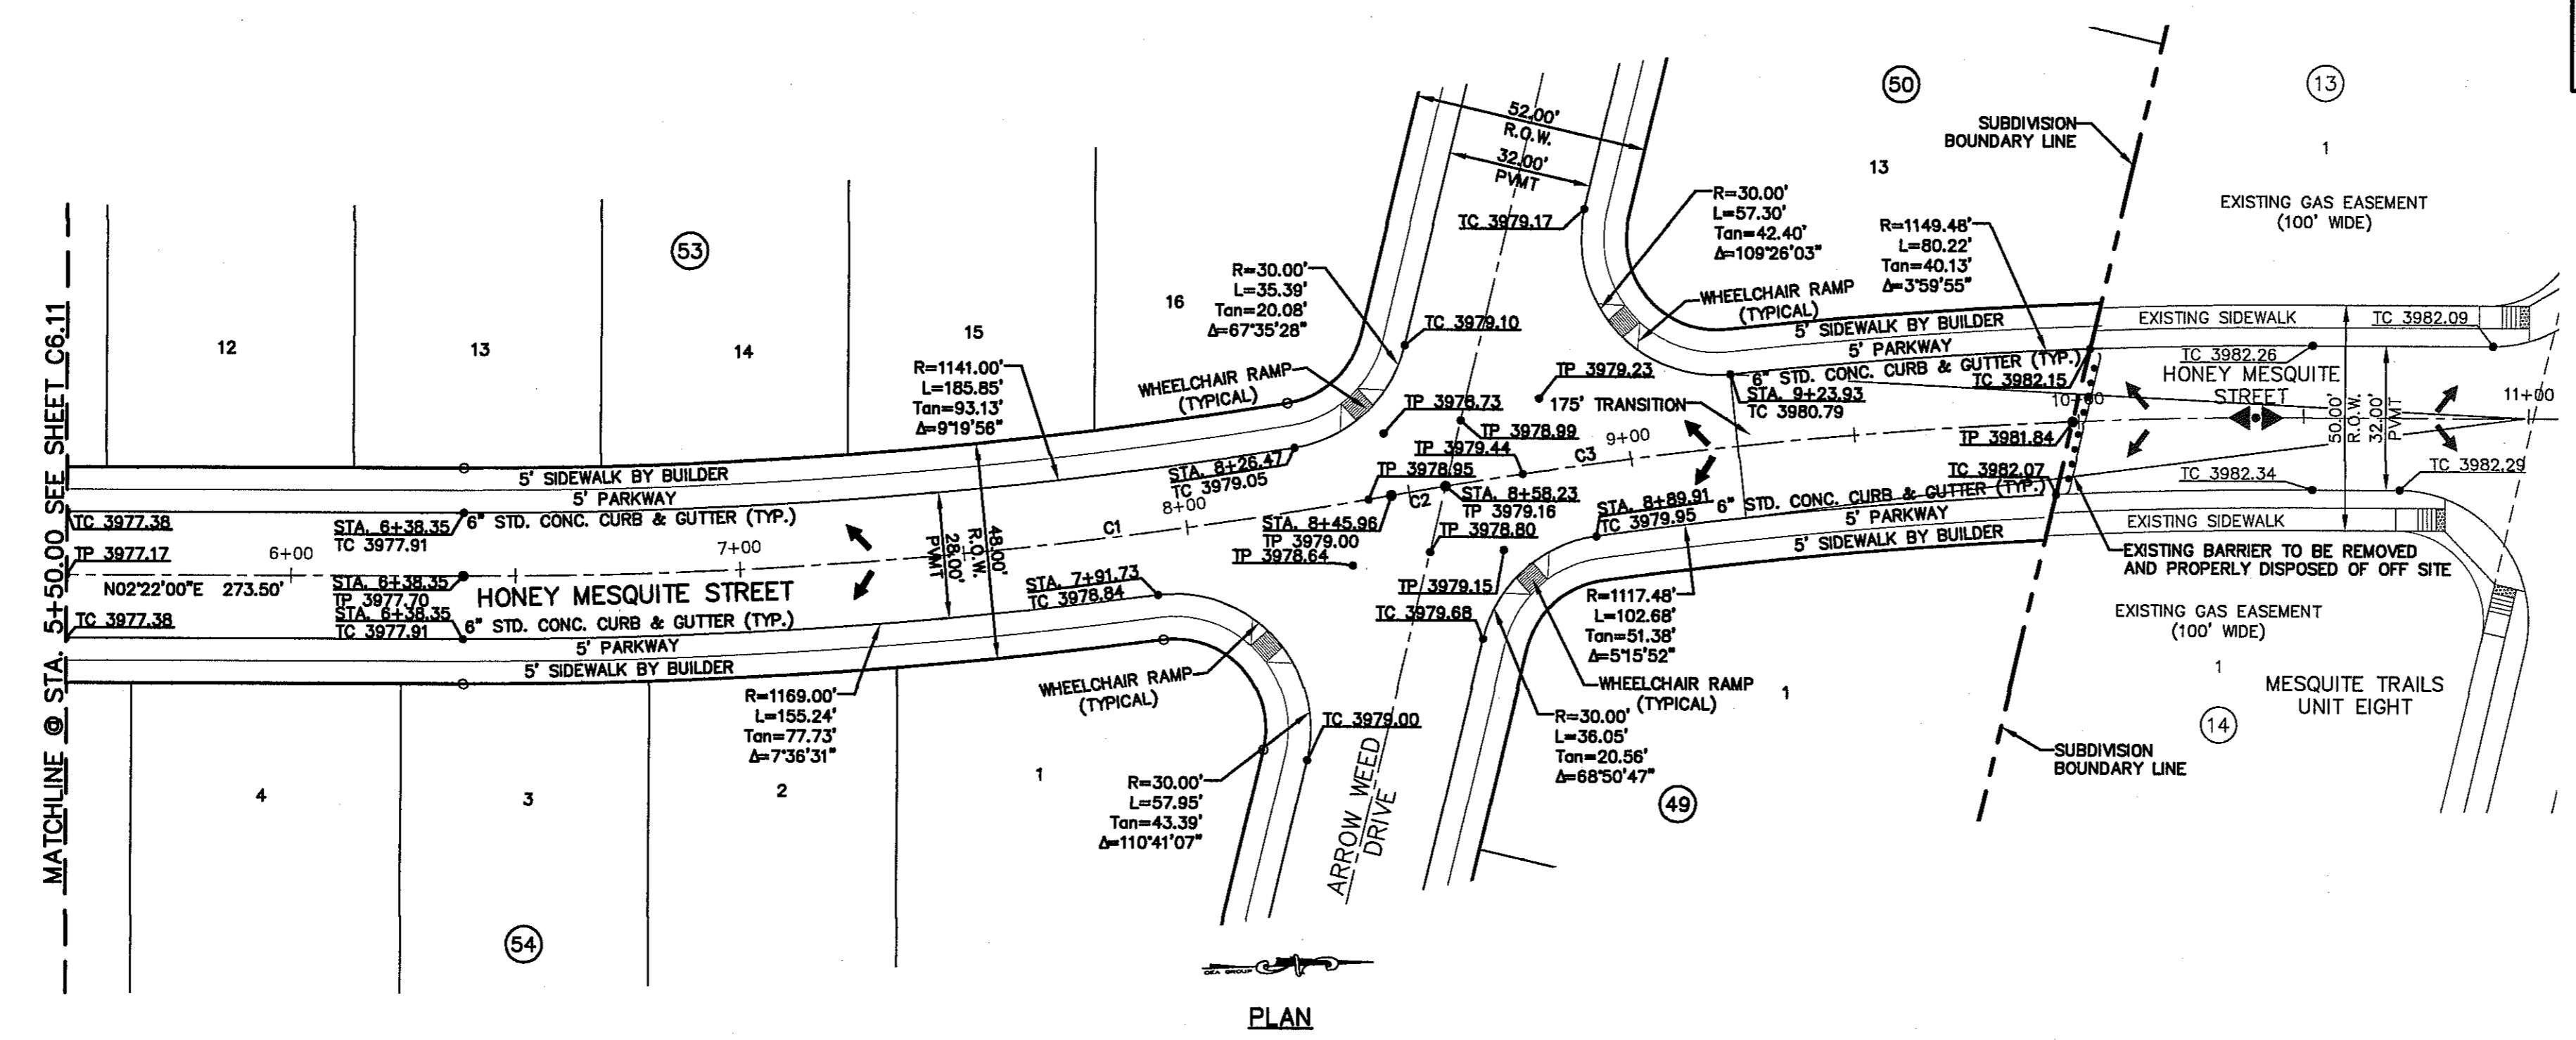 MATCHLINE @ STA. 5+50.00 SEE SHEET C6.11
12
13
14
15
16
53
TC 3977.38
TP 3977.17
N02°22'00"E 273.50'
TC 3977.38
6+00
STA. 6+38.35
TC 3977.91
STA. 6+38.35
TP 3977.70
STA. 6+38.35
TC 3977.91
5' SIDEWALK BY BUILDER
5' PARKWAY
6" STD. CONC. CURB & GUTTER (TYP.)
7+00
HONEY MESQUITE STREET
6" STD. CONC. CURB & GUTTER (TYP.)
5' PARKWAY
5' SIDEWALK BY BUILDER
4
3
2
1
54
R=1141.00'
L=185.85'
Tan=93.13'
Δ=9°19'56"
28.00'
PVMT
48.00'
R.O.W.
R=1169.00'
L=155.24'
Tan=77.73'
Δ=7°36'31"
C1
8+00
STA. 7+91.73
TC 3978.84
WHEELCHAIR RAMP
(TYPICAL)
R=30.00'
L=35.39'
Tan=20.08'
Δ=67°35'28"
STA. 8+26.47
TC 3979.05
WHEELCHAIR RAMP
(TYPICAL)
R=30.00'
L=57.95'
Tan=43.39'
Δ=110°41'07"
TC 3979.00
52.00'
R.O.W.
32.00'
PVMT
TC 3979.17
TC 3979.10
TP 3979.23
TP 3978.73
TP 3978.99
TP 3979.44
TP 3978.95
C2
STA. 8+58.23
TP 3979.16
STA. 8+45.96
TP 3979.00
TP 3978.64
TP 3978.80
TP 3979.15
TC 3979.68
ARROW WEED
DRIVE
R=30.00'
L=57.30'
Tan=42.40'
Δ=109°26'03"
WHEELCHAIR RAMP
(TYPICAL)
175' TRANSITION
9+00
C3
STA. 9+23.93
TC 3980.79
STA. 8+89.91
TC 3979.95
50
13
R=1149.48'
L=80.22'
Tan=40.13'
Δ=3°59'55"
5' SIDEWALK BY BUILDER
5' PARKWAY
6" STD. CONC. CURB & GUTTER (TYP.)
TC 3982.15
10+00
TP 3981.84
TC 3982.07
6" STD. CONC. CURB & GUTTER (TYP.)
5' PARKWAY
5' SIDEWALK BY BUILDER
R=1117.48'
L=102.68'
Tan=51.38'
Δ=5°15'52"
WHEELCHAIR RAMP
(TYPICAL)
1
R=30.00'
L=36.05'
Tan=20.56'
Δ=68°50'47"
49
SUBDIVISION
BOUNDARY LINE
13
1
EXISTING GAS EASEMENT
(100' WIDE)
EXISTING SIDEWALK
TC 3982.09
TC 3982.26
HONEY MESQUITE
STREET
50.00'
R.O.W.
32.00'
PVMT
11+00
TC 3982.34
TC 3982.29
EXISTING SIDEWALK
EXISTING BARRIER TO BE REMOVED
AND PROPERLY DISPOSED OF OFF SITE
EXISTING GAS EASEMENT
(100' WIDE)
1
MESQUITE TRAILS
UNIT EIGHT
14
SUBDIVISION
BOUNDARY LINE
PLAN